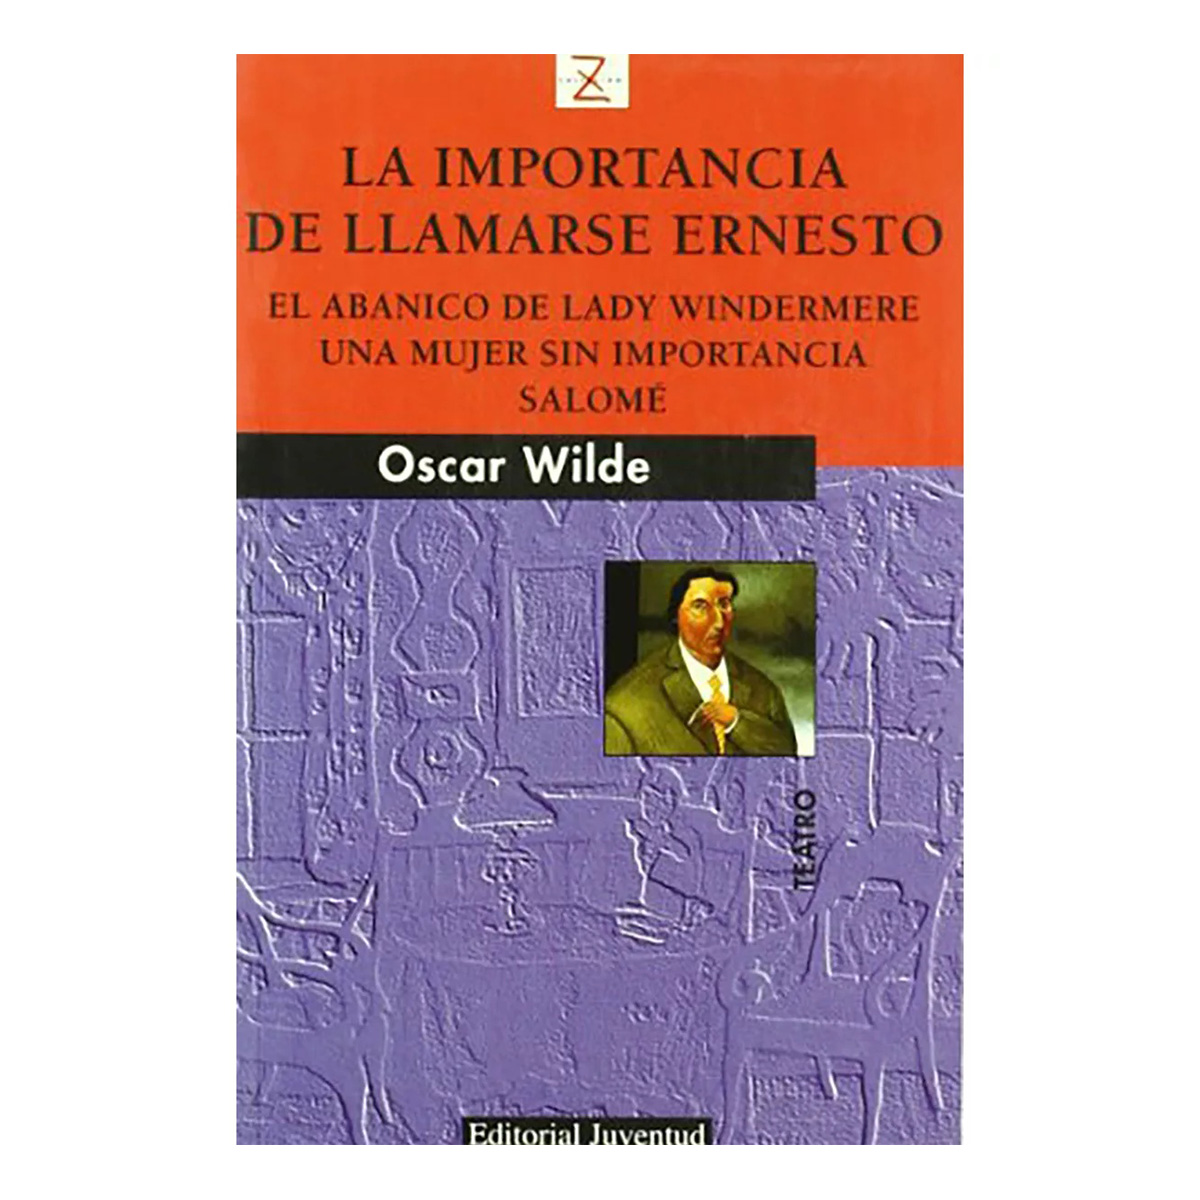 Z
LA IMPORTANCIA
DE LLAMARSE ERNESTO
EL ABANICO DE LADY WINDERMERE
UNA MUJER SIN IMPORTANCIA
SALOMÉ
Oscar Wilde
TEATRO
Editorial Juventud